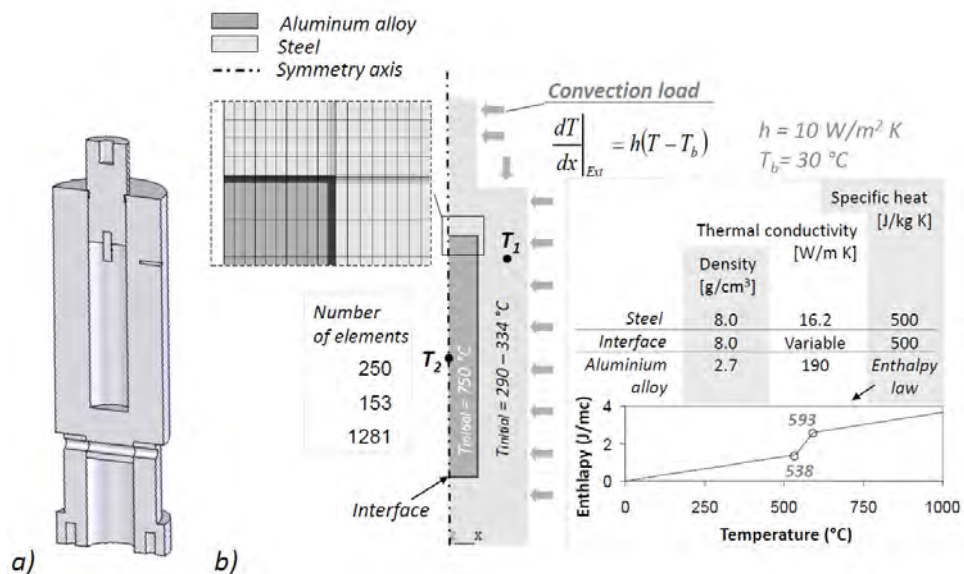 Aluminum alloy
Steel
Symmetry axis
Convection load
dT/dx|Ext = h(T − Tb)
h = 10 W/m² K
Tb= 30 °C
Specific heat
[J/kg K]
Thermal conductivity
[W/m K]
Density
[g/cm³]
Steel 8.0 16.2 500
Interface 8.0 Variable 500
Aluminium alloy 2.7 190 Enthalpy law
T1
T2
Number
of elements
250
153
1281
Tinitial = 750 °C
Tinitial = 290 – 334 °C
Interface
z x
Enthlapy (J/mc)
4
2
0
593
538
0 250 500 750 1000
Temperature (°C)
a)
b)